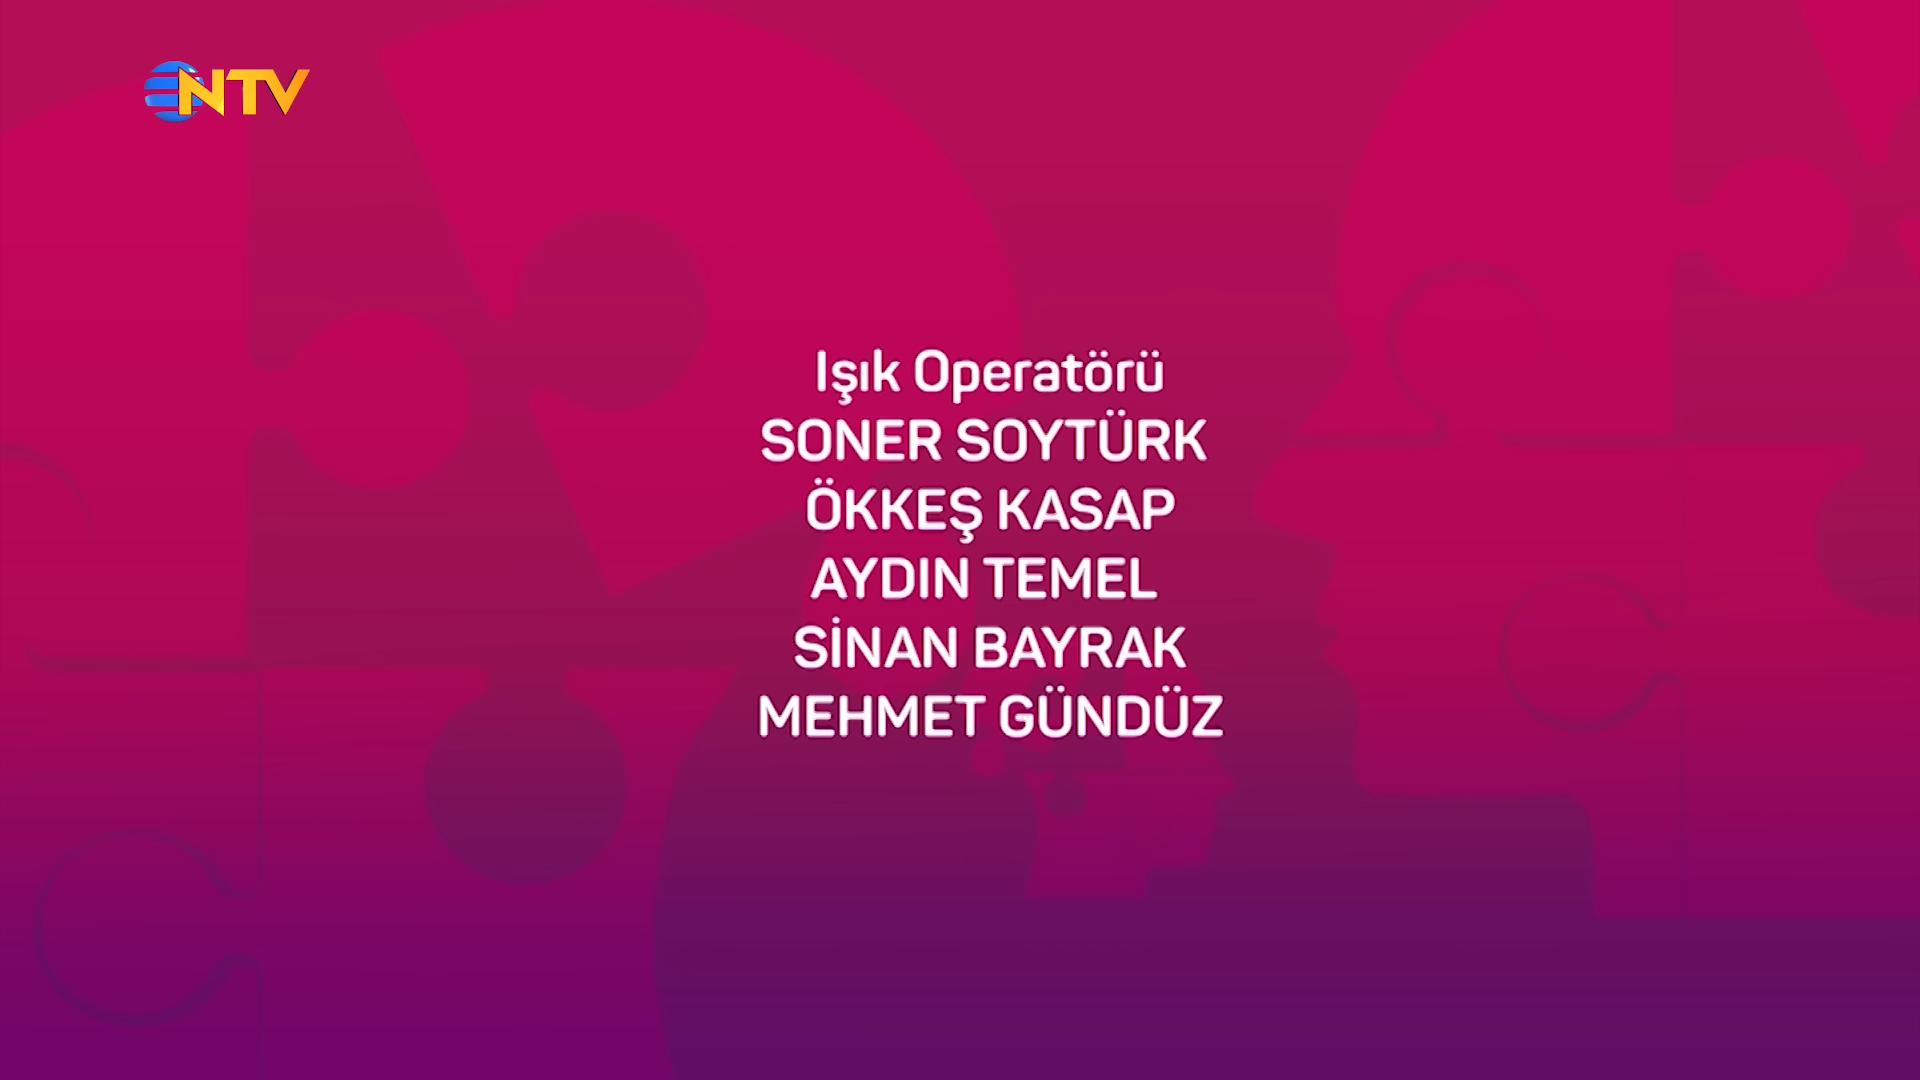 NTV
Işık Operatörü
SONER SOYTÜRK
ÖKKEŞ KASAP
AYDIN TEMEL
SİNAN BAYRAK
MEHMET GÜNDÜZ